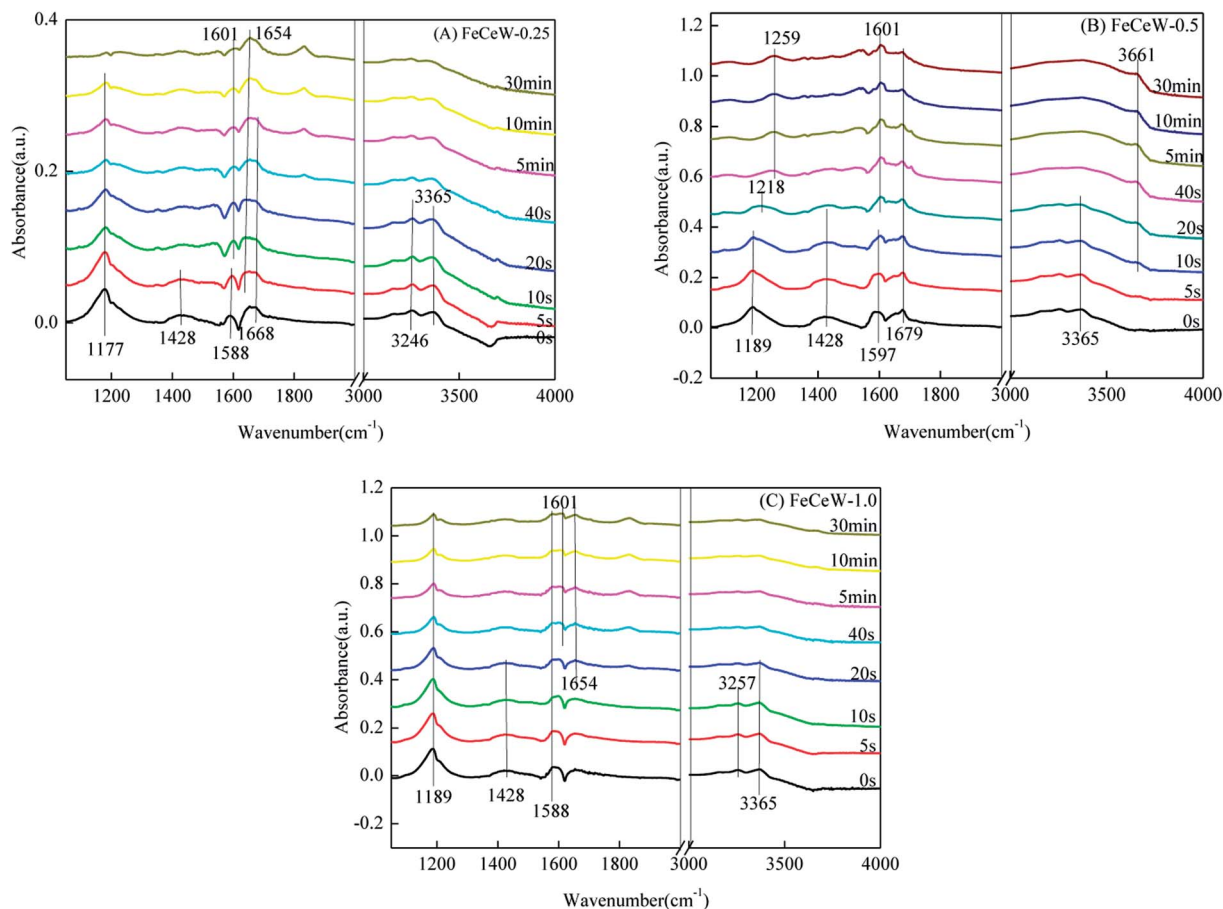 (A) FeCeW-0.25
1601 1654
0.4
30min
10min
5min
40s
20s
10s
5s
0s
3365
0.2
0.0
1177
1428
1588
1668
3246
1200 1400 1600 1800 3000 3500 4000
Absorbance(a.u.)
Wavenumber(cm-1)
(B) FeCeW-0.5
1259
1601
3661
1.2
1.0
0.8
0.6
0.4
0.2
0.0
-0.2
30min
10min
5min
40s
20s
10s
5s
0s
1218
1189
1428
1597
1679
3365
1200 1400 1600 1800 3000 3500 4000
Absorbance(a.u.)
Wavenumber(cm-1)
(C) FeCeW-1.0
1601
1.2
1.0
0.8
0.6
0.4
0.2
0.0
-0.2
30min
10min
5min
40s
20s
10s
5s
0s
1654
3257
1189
1428
1588
3365
1200 1400 1600 1800 3000 3500 4000
Absorbance(a.u.)
Wavenumber(cm-1)